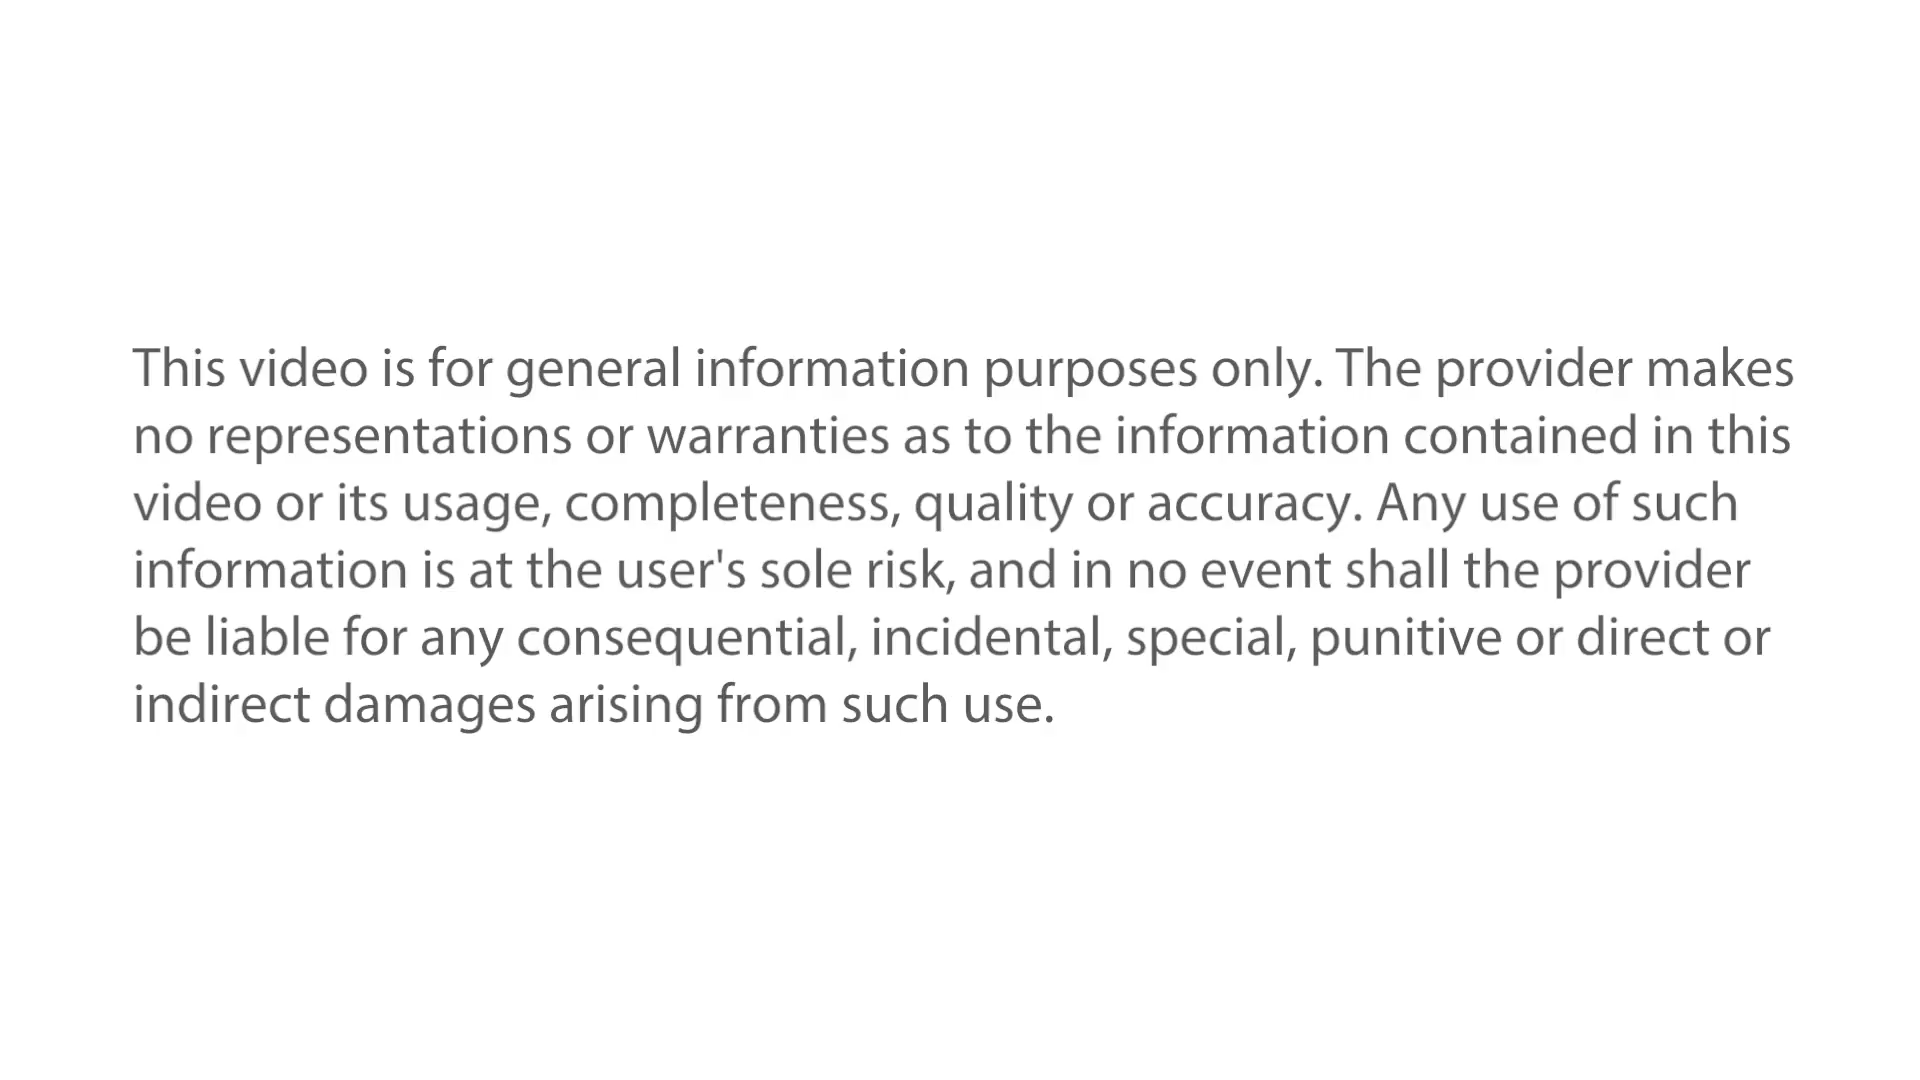 This video is for general information purposes only. The provider makes
no representations or warranties as to the information contained in this
video or its usage, completeness, quality or accuracy. Any use of such
information is at the user's sole risk, and in no event shall the provider
be liable for any consequential, incidental, special, punitive or direct or
indirect damages arising from such use.